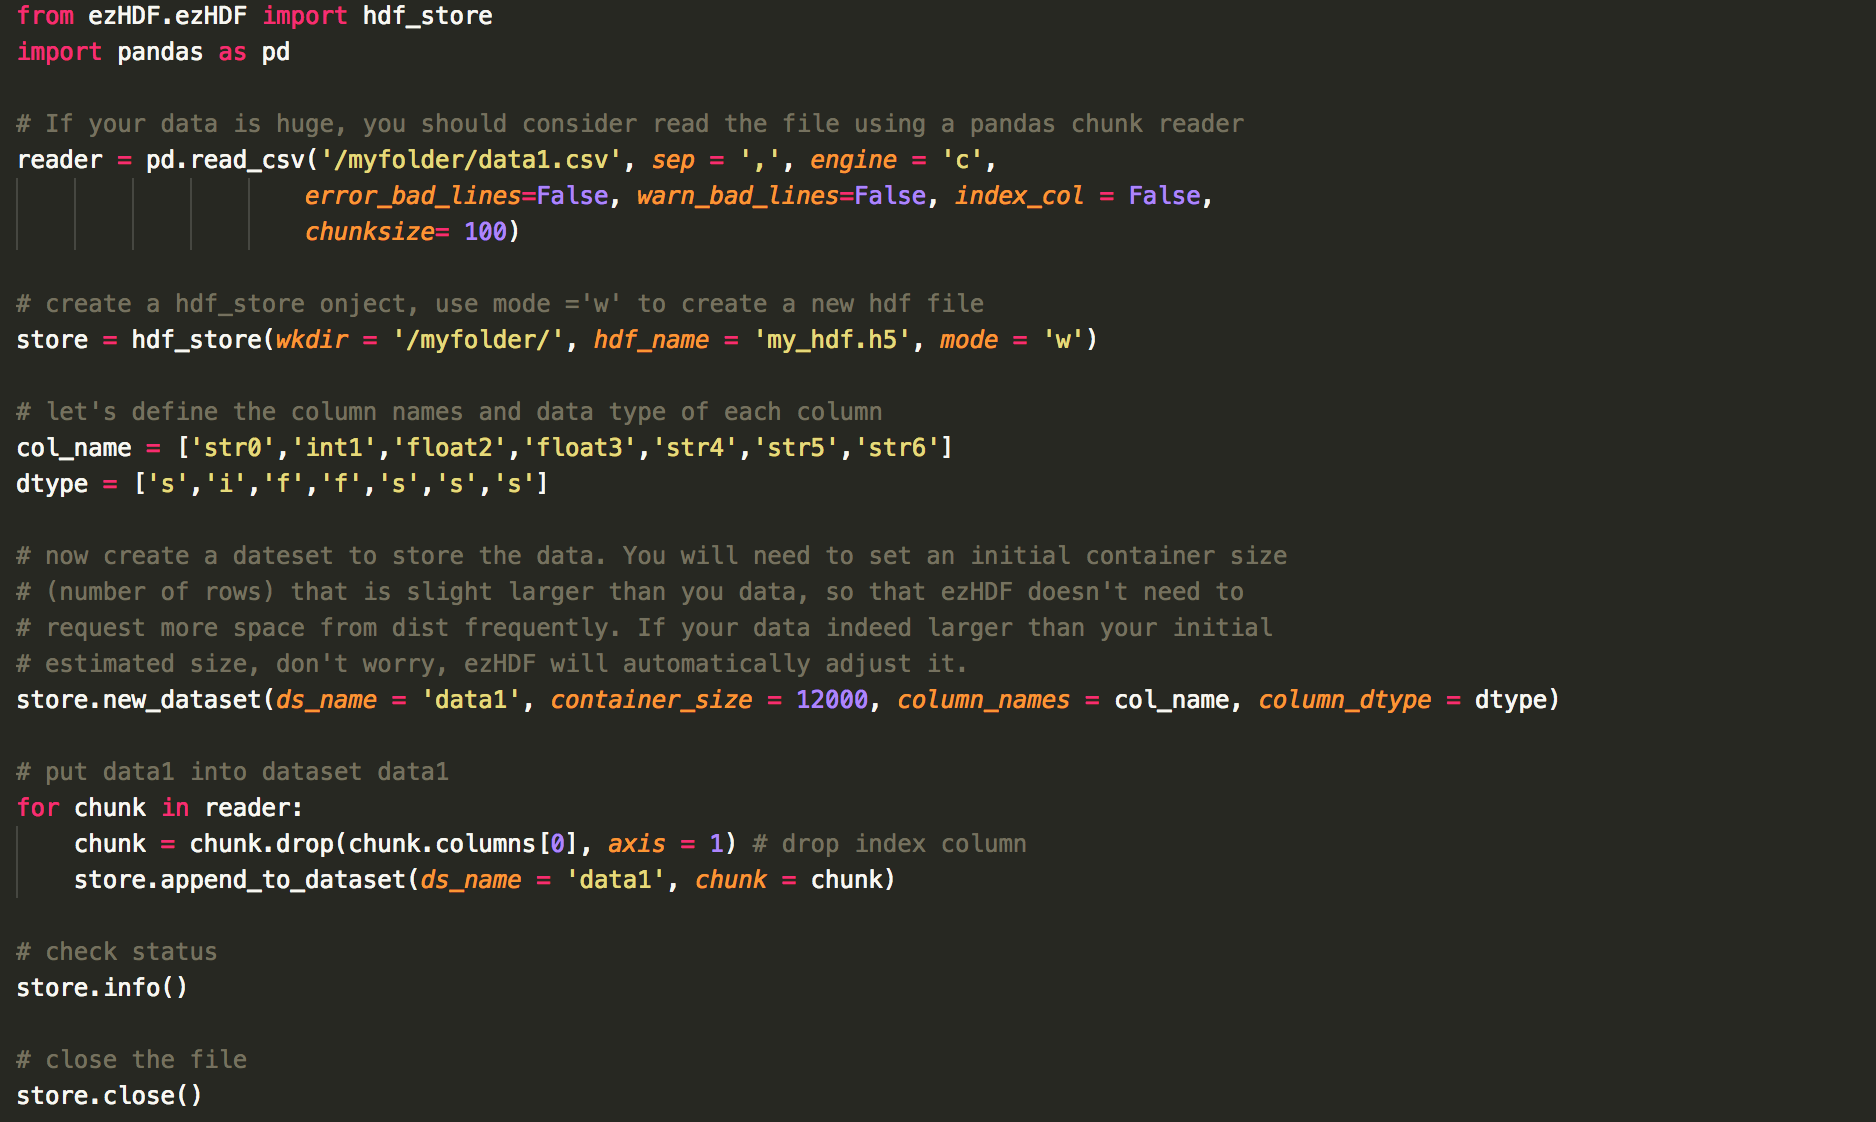 from ezHDF.ezHDF import hdf_store
import pandas as pd
# If your data is huge, you should consider read the file using a pandas chunk reader
reader = pd.read_csv('/myfolder/data1.csv', sep = ',', engine = 'c',
error_bad_lines=False, warn_bad_lines=False, index_col = False,
chunksize= 100)
# create a hdf_store onject, use mode ='w' to create a new hdf file
store = hdf_store(wkdir = '/myfolder/', hdf_name = 'my_hdf.h5', mode = 'w')
# let's define the column names and data type of each column
col_name = ['str0','int1','float2','float3','str4','str5','str6']
dtype = ['s','i','f','f','s','s','s']
# now create a dateset to store the data. You will need to set an initial container size
# (number of rows) that is slight larger than you data, so that ezHDF doesn't need to
# request more space from dist frequently. If your data indeed larger than your initial
# estimated size, don't worry, ezHDF will automatically adjust it.
store.new_dataset(ds_name = 'data1', container_size = 12000, column_names = col_name, column_dtype = dtype)
# put data1 into dataset data1
for chunk in reader:
chunk = chunk.drop(chunk.columns[0], axis = 1) # drop index column
store.append_to_dataset(ds_name = 'data1', chunk = chunk)
# check status
store.info()
# close the file
store.close()